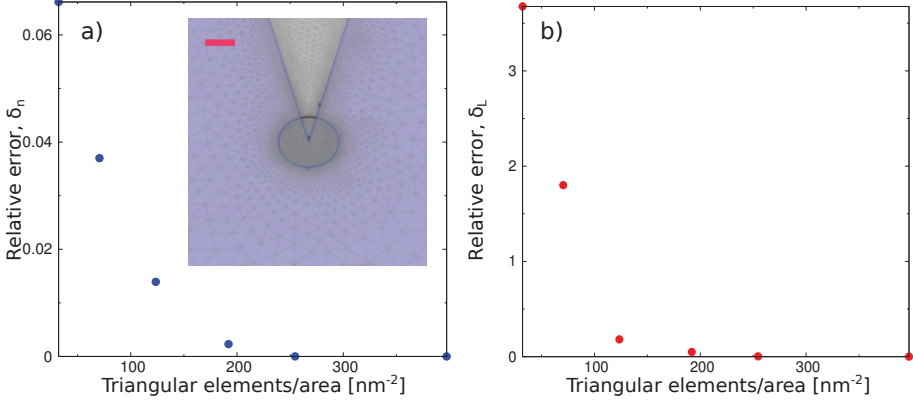 a)
Relative error, δn
0.06
0.04
0.02
0
100
200
300
Triangular elements/area [nm-2]
b)
Relative error, δL
3
2
1
0
100
200
300
Triangular elements/area [nm-2]